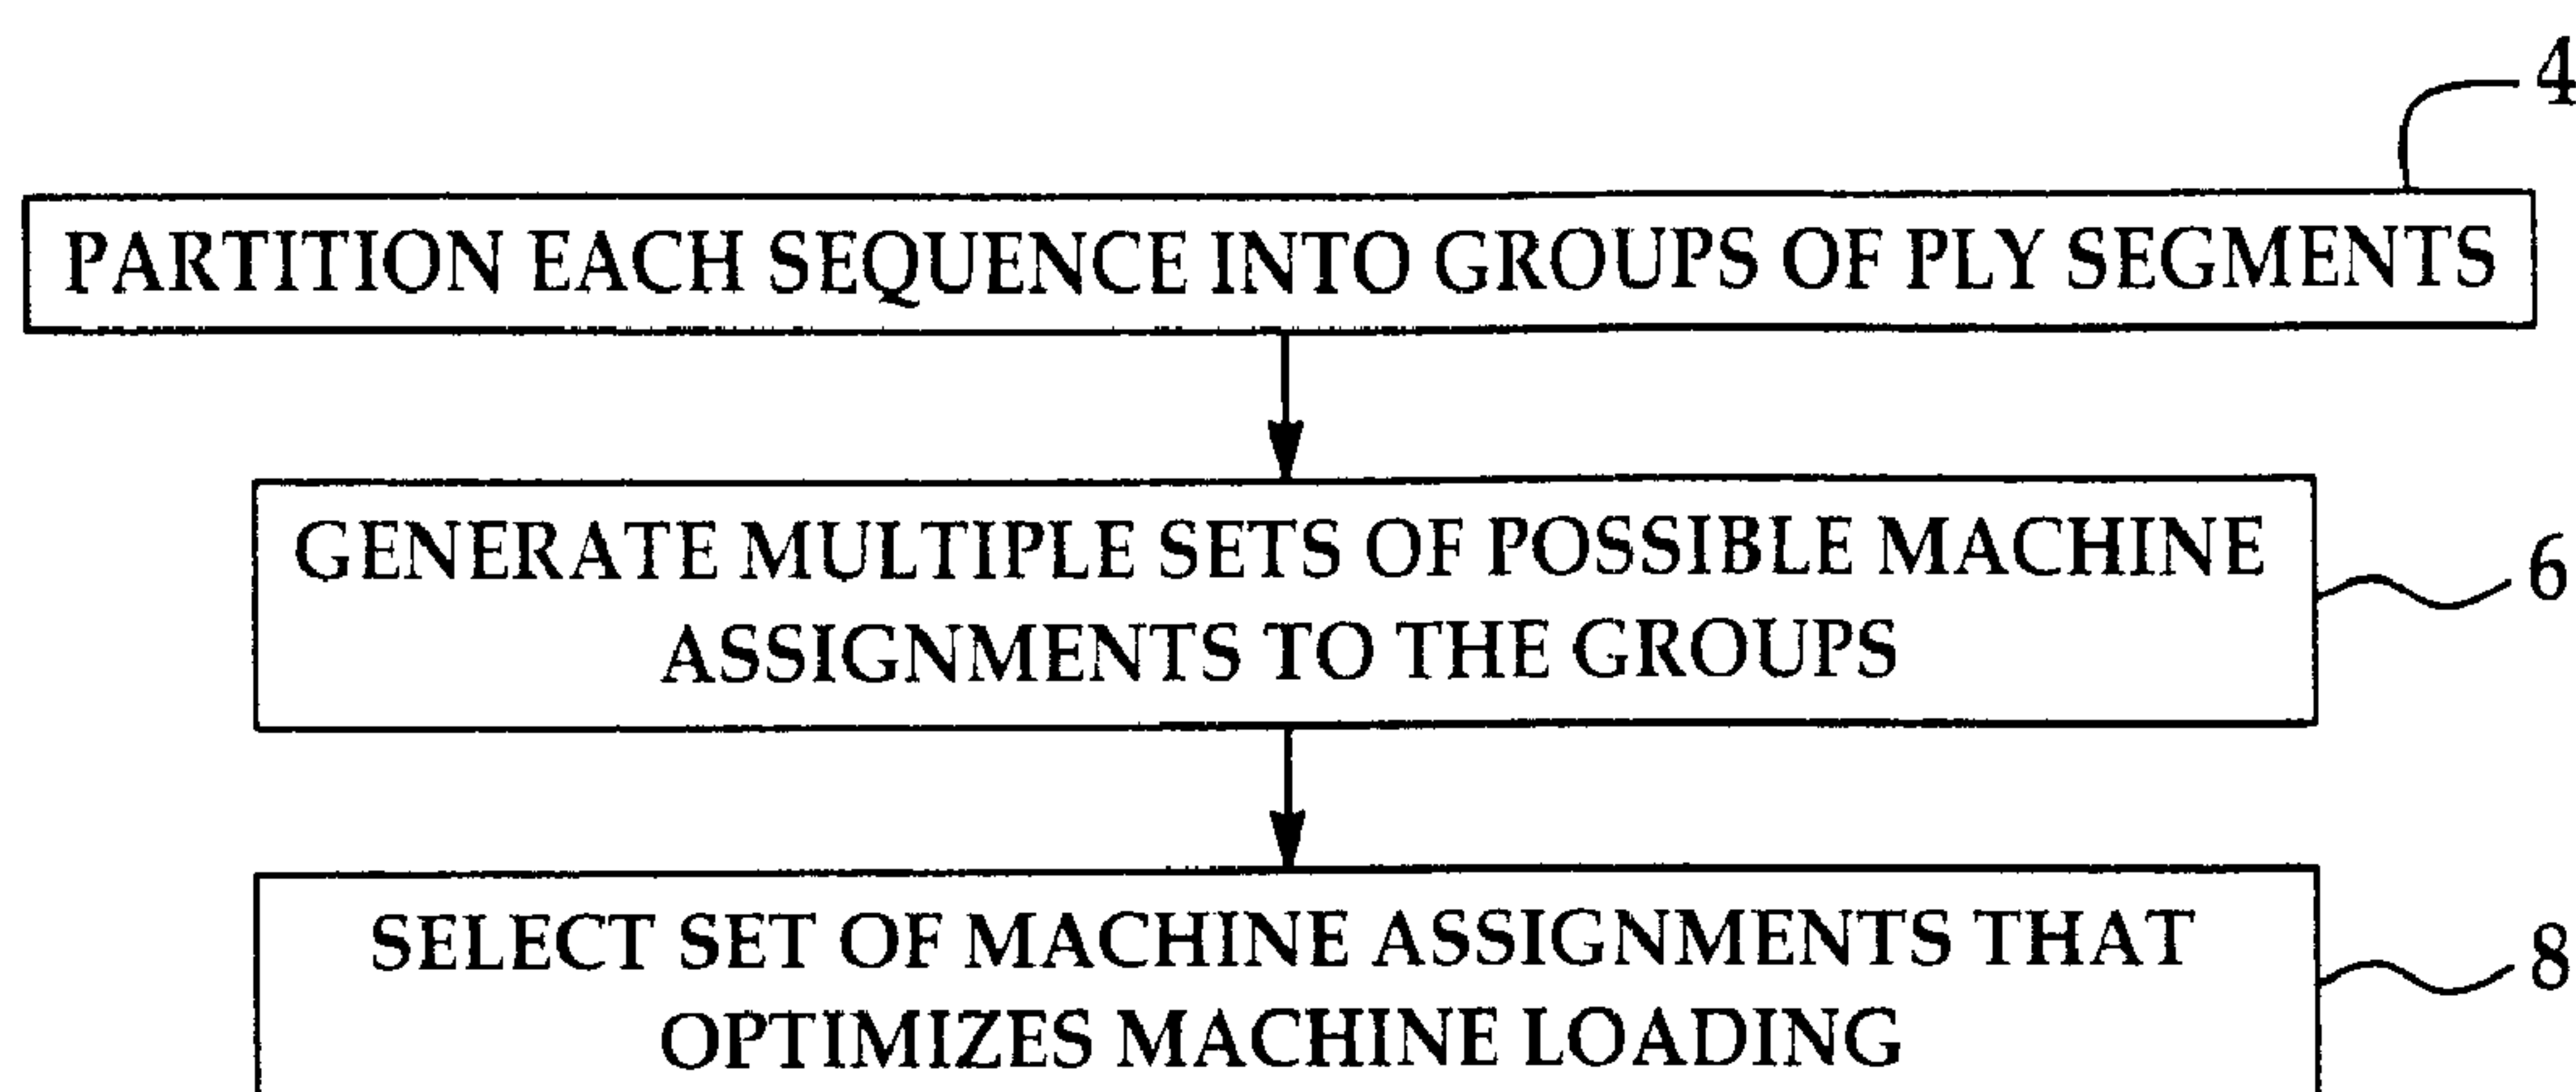 4
PARTITION EACH SEQUENCE INTO GROUPS OF PLY SEGMENTS
GENERATE MULTIPLE SETS OF POSSIBLE MACHINE
ASSIGNMENTS TO THE GROUPS
6
SELECT SET OF MACHINE ASSIGNMENTS THAT
OPTIMIZES MACHINE LOADING
8